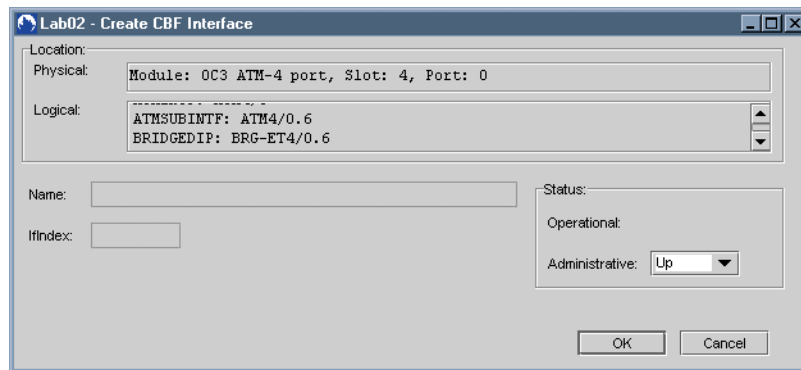 Lab02 - Create CBF Interface
Location:
Physical: Module: OC3 ATM-4 port, Slot: 4, Port: 0
Logical:
ATMSUBINTF: ATM4/0.6
BRIDGEDIP: BRG-ET4/0.6
Name:
IfIndex:
Status:
Operational:
Administrative: Up
OK Cancel